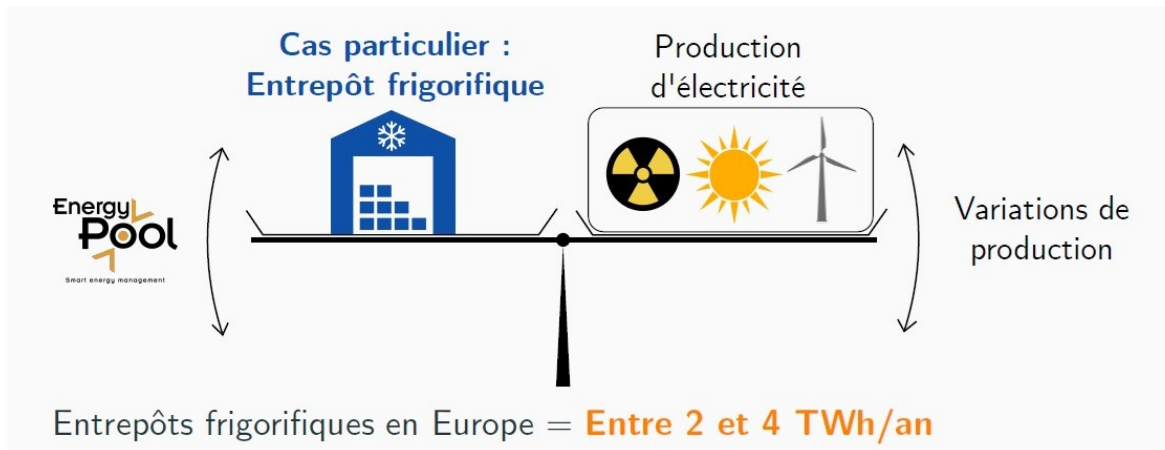 Cas particulier :
Entrepôt frigorifique
Production
d'électricité
Energy
Pool
Smart energy management
Variations de
production
Entrepôts frigorifiques en Europe = Entre 2 et 4 TWh/an